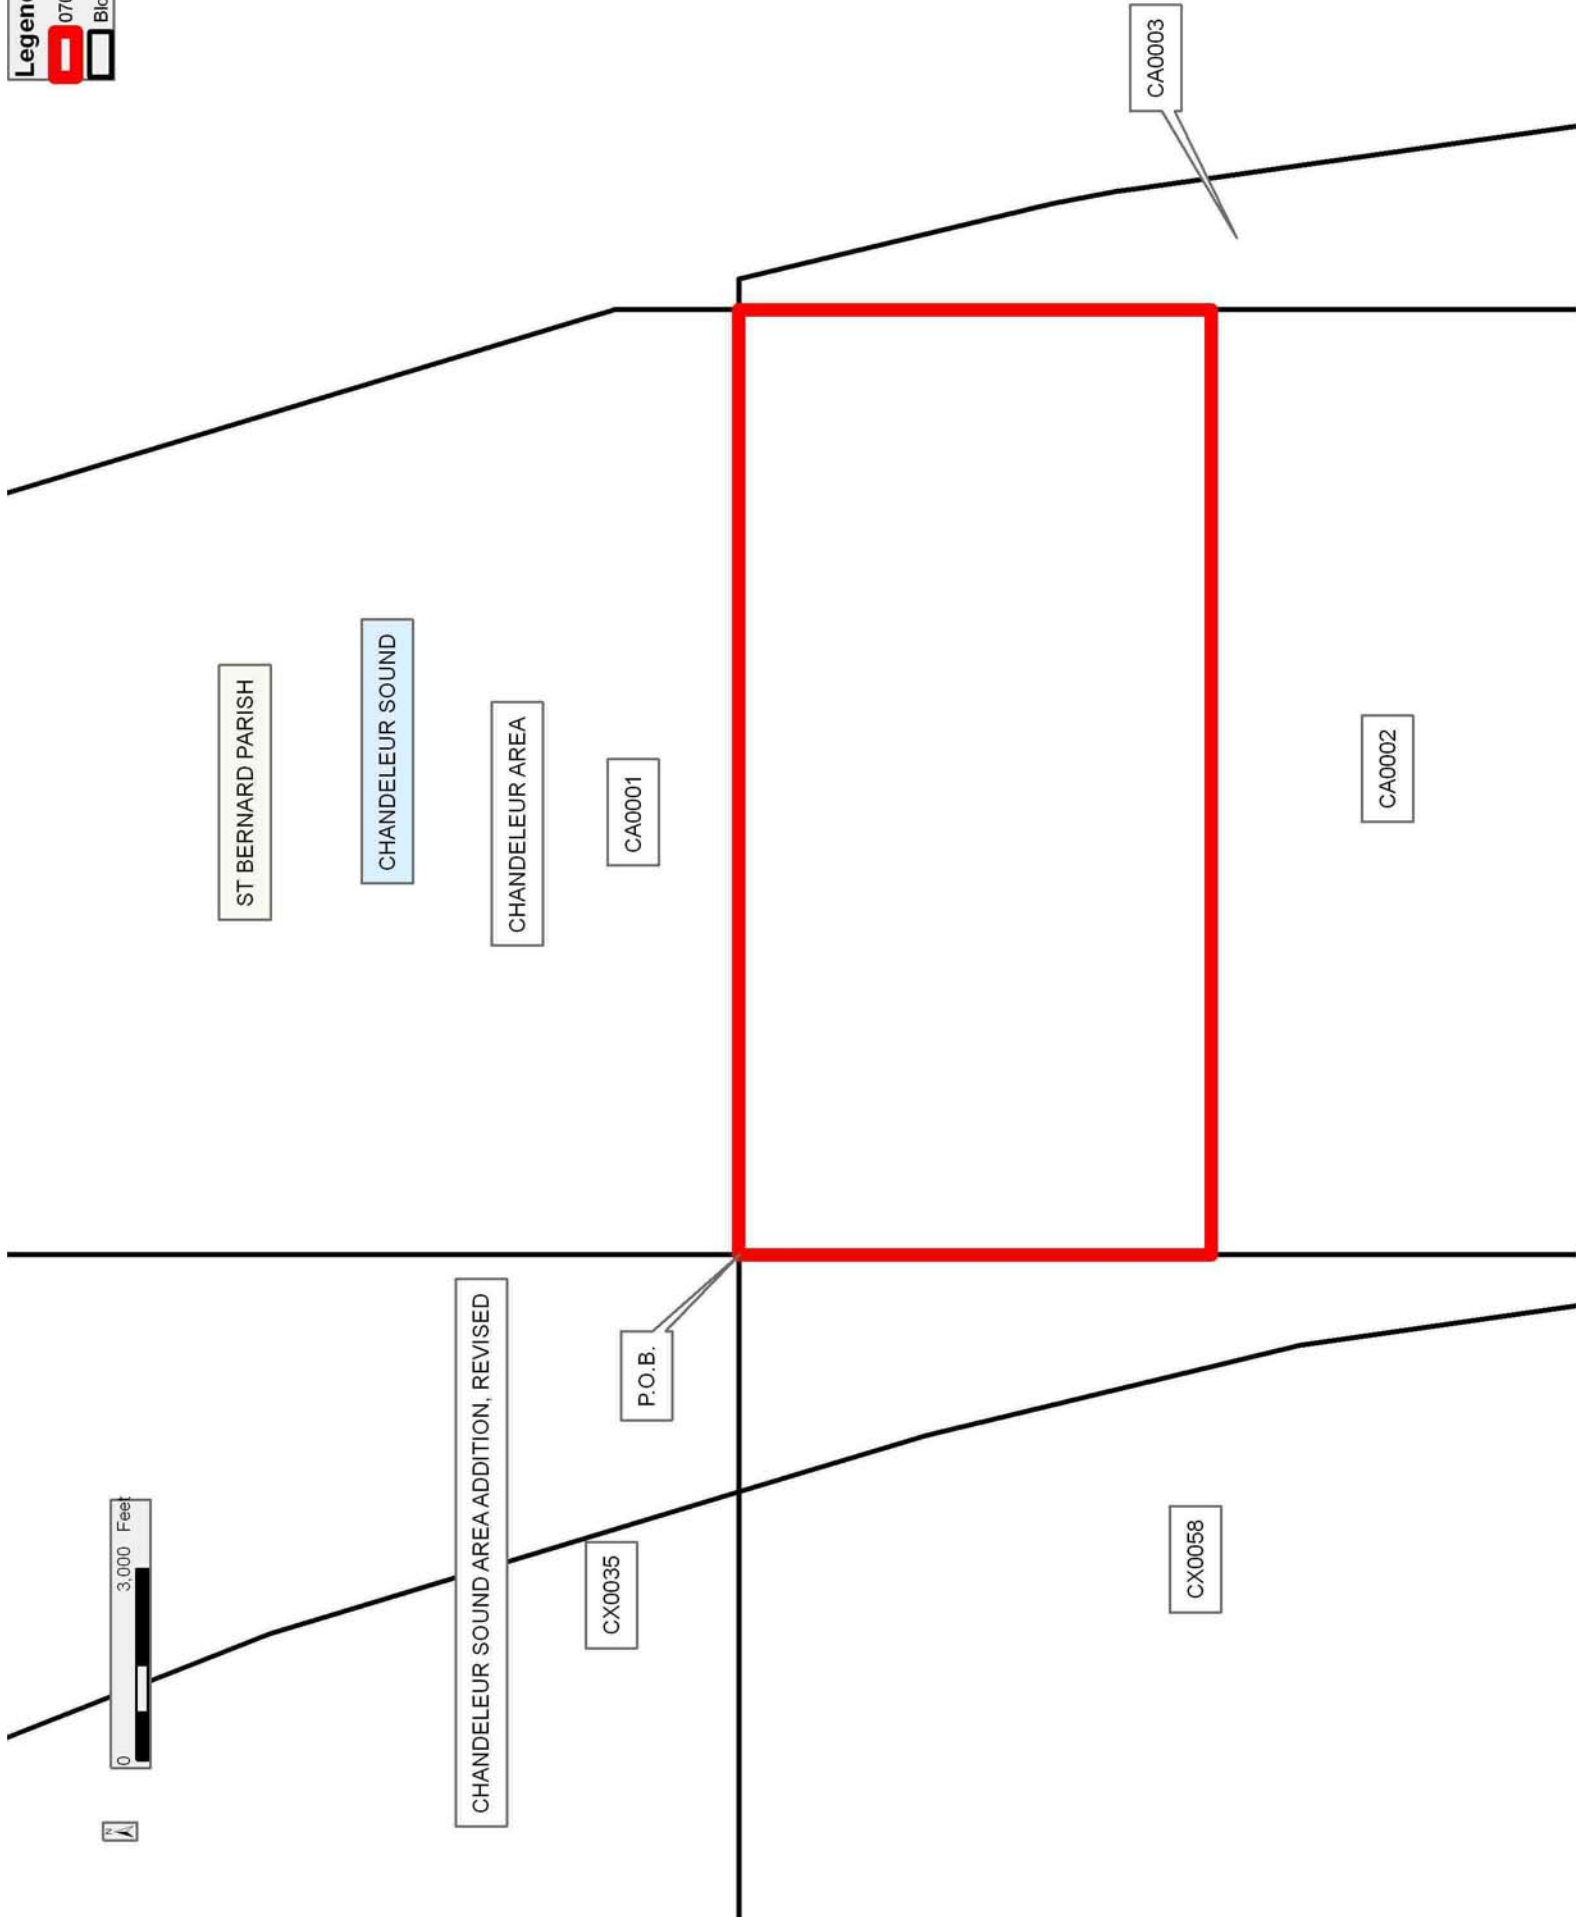 N
0
3,000
Feet
ST BERNARD PARISH
CHANDELEUR SOUND
CHANDELEUR SOUND AREA ADDITION, REVISED
CHANDELEUR AREA
CX0035
P.O.B.
CA0001
CX0058
CA0002
CA0003